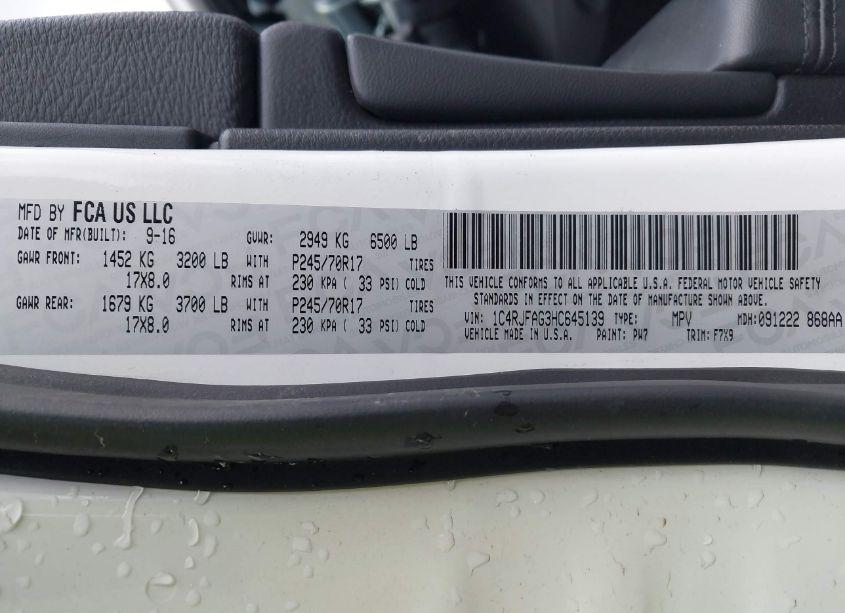 MFD BY FCA US LLC
DATE OF MFR(BUILT): 9-16 GVWR: 2949 KG 6500 LB
GAWR FRONT: 1452 KG 3200 LB WITH P245/70R17 TIRES
17X8.0 RIMS AT 230 KPA ( 33 PSI) COLD
GAWR REAR: 1679 KG 3700 LB WITH P245/70R17 TIRES
17X8.0 RIMS AT 230 KPA ( 33 PSI) COLD
THIS VEHICLE CONFORMS TO ALL APPLICABLE U.S.A. FEDERAL MOTOR VEHICLE SAFETY
STANDARDS IN EFFECT ON THE DATE OF MANUFACTURE SHOWN ABOVE.
VIN: 1C4RJFAG3HC645139 TYPE: MPV MDH:091222 868AA
VEHICLE MADE IN U.S.A. PAINT: PW7 TRIM: F7X9